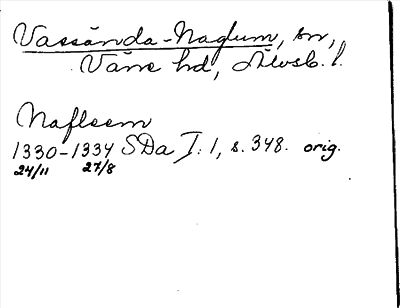 Vassända-Naglum, sn,
Väne hd, Älvsb. l.
Nafleem
1330-1334 SDa I: 1, s. 348. orig.
24/11 27/8